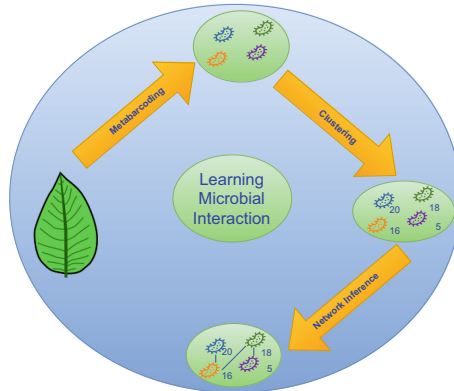 Metabarcoding
Clustering
Learning
Microbial
Interaction
20 18
16 5
Network Inference
20 18
16 5